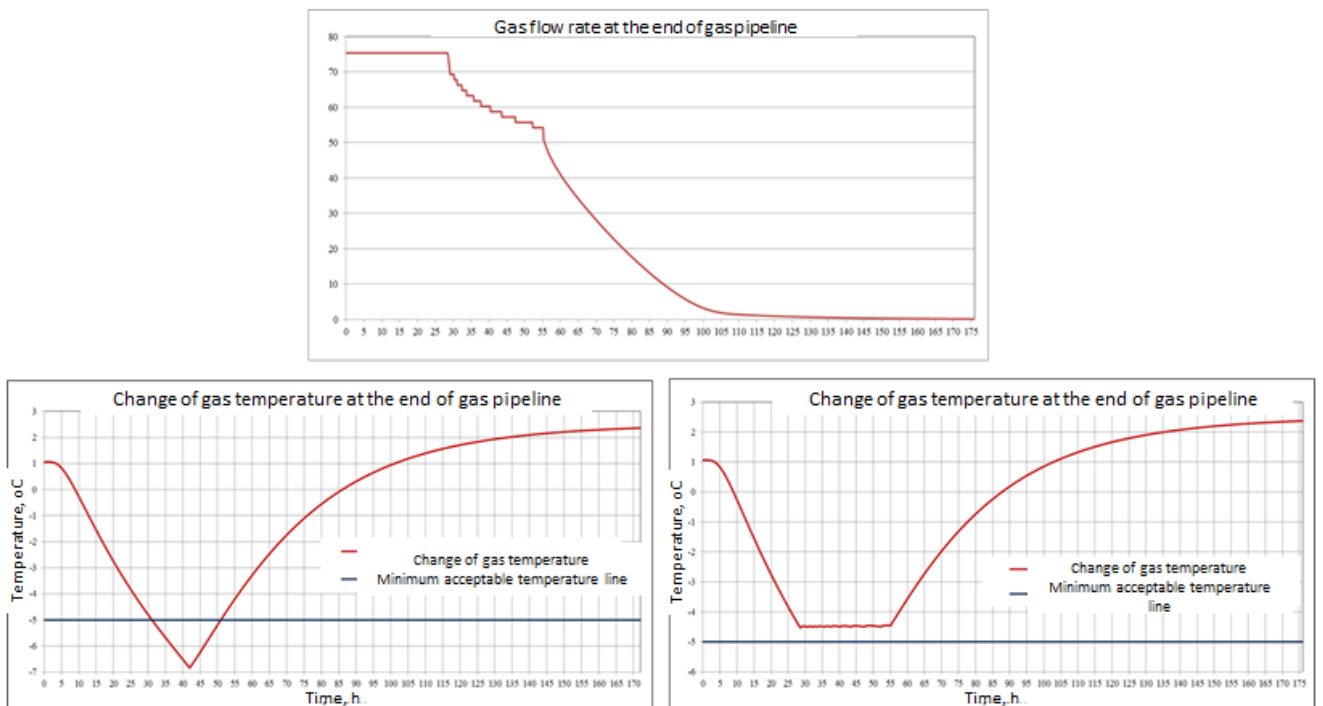 Gas flow rate at the end of gaspipeline
80
70
60
50
40
30
20
10
0
0 5 10 15 20 25 30 35 40 45 50 55 60 65 70 75 80 85 90 95 100 105 110 115 120 125 130 135 140 145 150 155 160 165 170 175
Change of gas temperature at the end of gas pipeline
3
2
1
0
-1
-2
-3
-4
-5
-6
-7
Temperature, oC
Change of gas temperature
Minimum acceptable temperature line
0 5 10 15 20 25 30 35 40 45 50 55 60 65 70 75 80 85 90 95 100 105 110 115 120 125 130 135 140 145 150 155 160 165 170
Time, h
Change of gas temperature at the end of gas pipeline
3
2
1
0
-1
-2
-3
-4
-5
-6
Temperature, oC
Change of gas temperature
Minimum acceptable temperature
line
0 5 10 15 20 25 30 35 40 45 50 55 60 65 70 75 80 85 90 95 100 105 110 115 120 125 130 135 140 145 150 155 160 165 170 175
Time, h